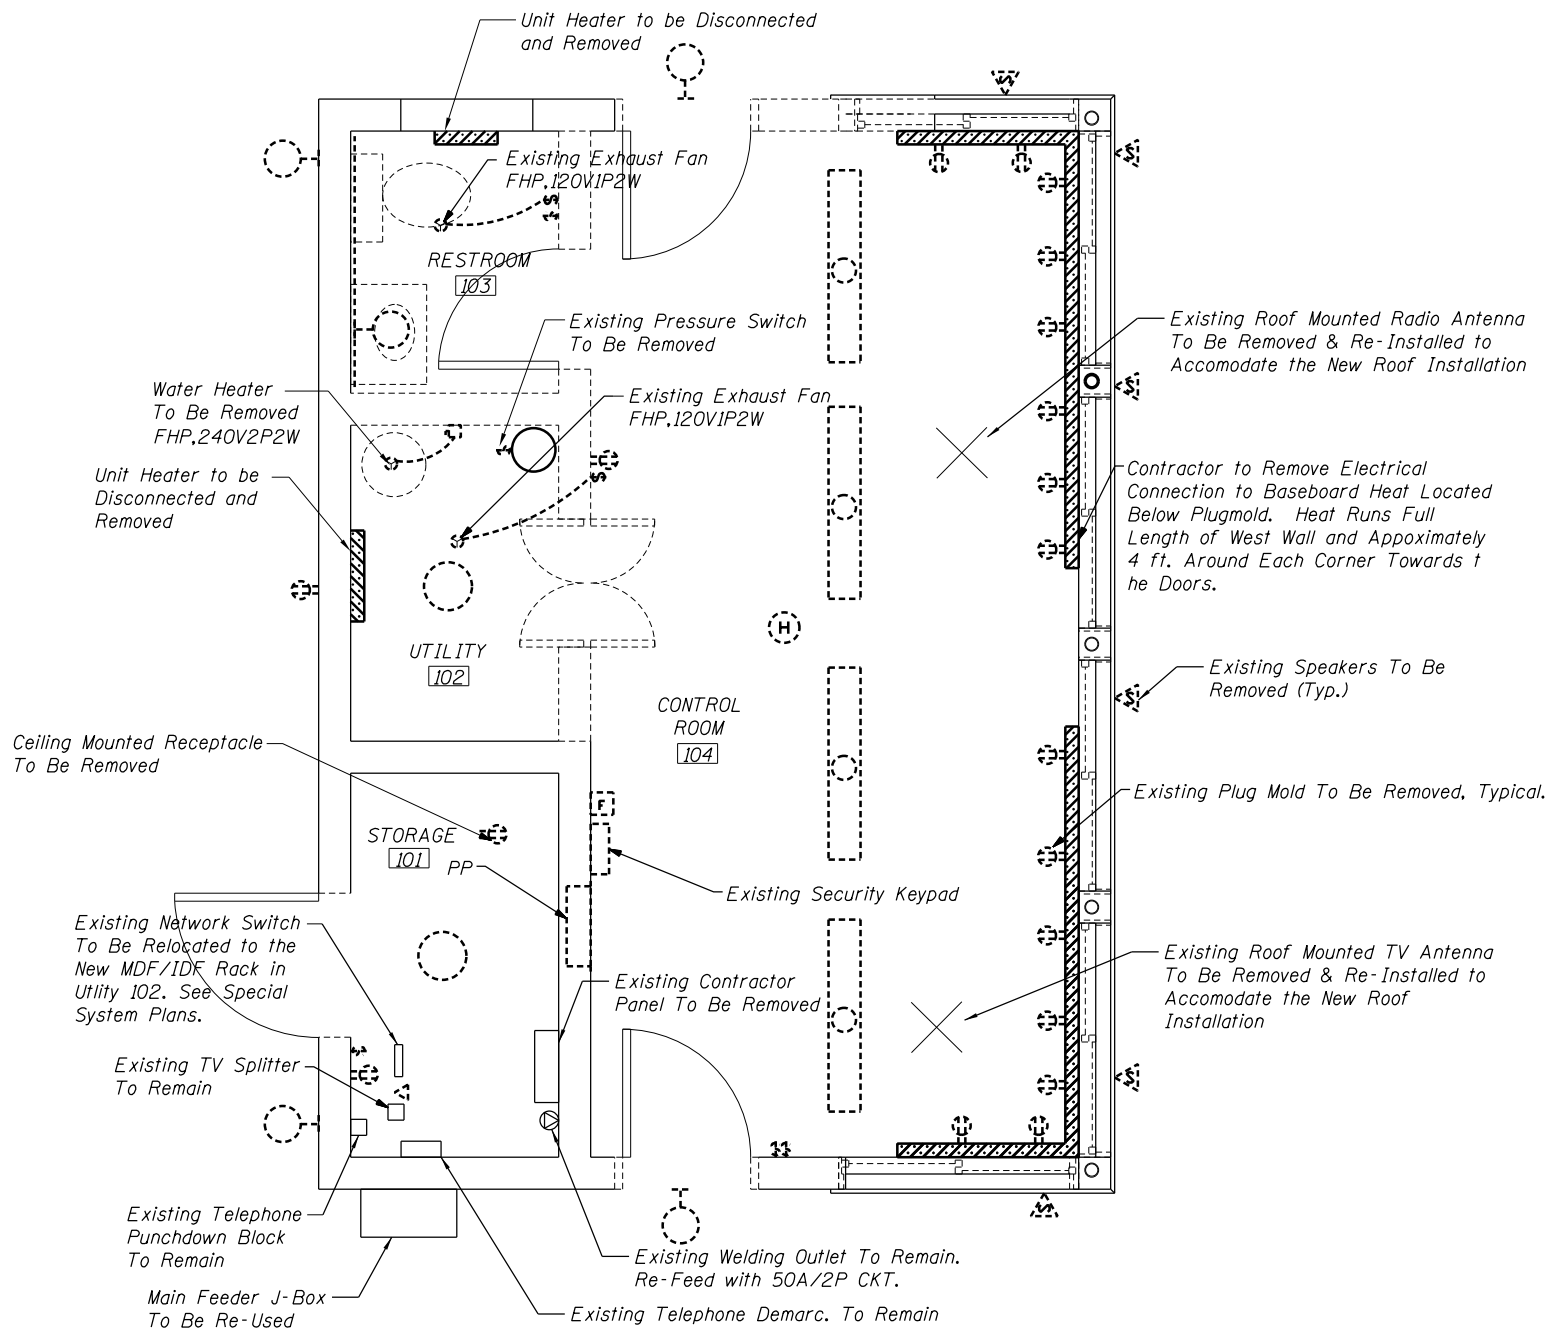 Unit Heater to be Disconnected
and Removed
Existing Exhaust Fan
FHP,120V1P2W
S
RESTROOM
103
Existing Pressure Switch
To Be Removed
Existing Roof Mounted Radio Antenna
To Be Removed & Re-Installed to
Accomodate the New Roof Installation
Water Heater
To Be Removed
FHP,240V2P2W
Existing Exhaust Fan
FHP,120V1P2W
Unit Heater to be
Disconnected and
Removed
S
Contractor to Remove Electrical
Connection to Baseboard Heat Located
Below Plugmold. Heat Runs Full
Length of West Wall and Appoximately
4 ft. Around Each Corner Towards t
he Doors.
H
UTILITY
102
Existing Speakers To Be
Removed (Typ.)
CONTROL
ROOM
104
Ceiling Mounted Receptacle
To Be Removed
Existing Plug Mold To Be Removed, Typical.
F
STORAGE
101
PP
Existing Security Keypad
Existing Network Switch
To Be Relocated to the
New MDF/IDF Rack in
Utlity 102. See Special
System Plans.
Existing Contractor
Panel To Be Removed
Existing Roof Mounted TV Antenna
To Be Removed & Re-Installed to
Accomodate the New Roof
Installation
Existing TV Splitter
To Remain
Existing Telephone
Punchdown Block
To Remain
Existing Welding Outlet To Remain.
Re-Feed with 50A/2P CKT.
Main Feeder J-Box
To Be Re-Used
Existing Telephone Demarc. To Remain
S
S
S
S
S
S